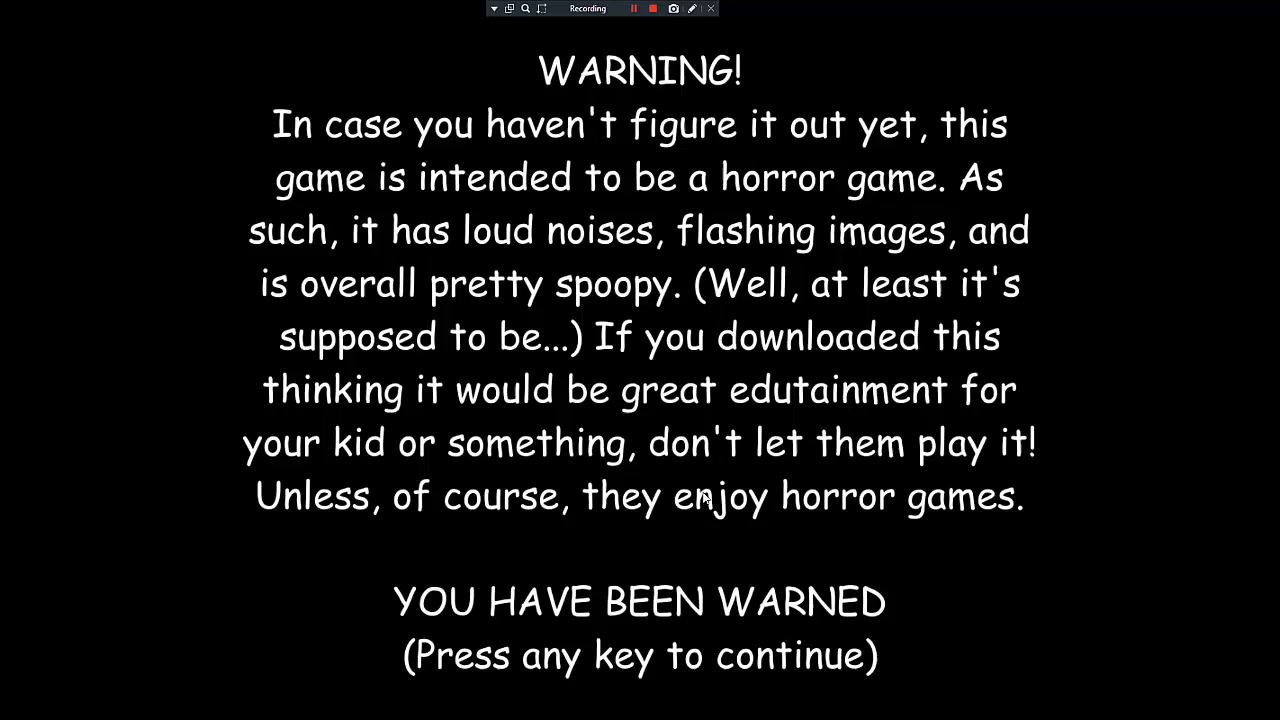 Recording
WARNING!
In case you haven't figure it out yet, this
game is intended to be a horror game. As
such, it has loud noises, flashing images, and
is overall pretty spoopy. (Well, at least it's
supposed to be...) If you downloaded this
thinking it would be great edutainment for
your kid or something, don't let them play it!
Unless, of course, they enjoy horror games.
YOU HAVE BEEN WARNED
(Press any key to continue)